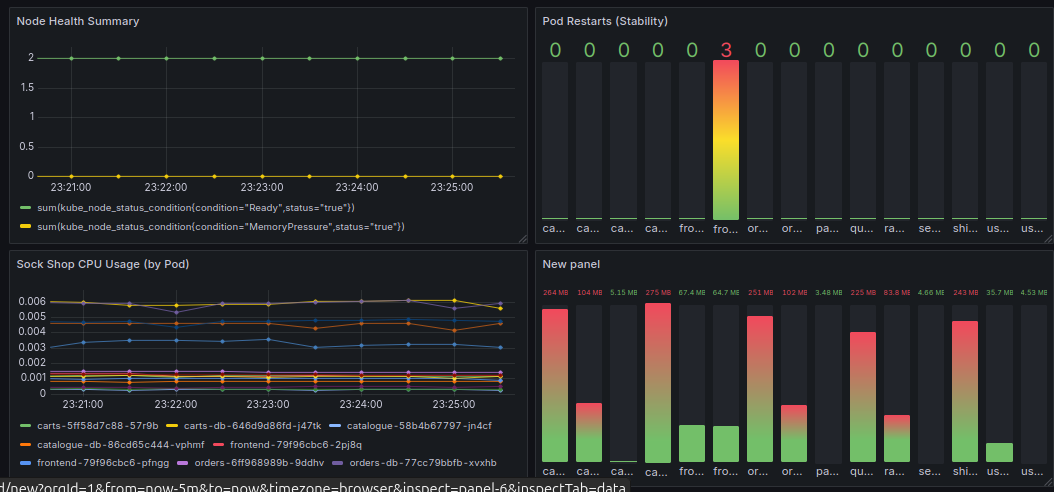 Node Health Summary
2
1.5
1
0.5
0
23:21:00 23:22:00 23:23:00 23:24:00 23:25:00
sum(kube_node_status_condition{condition="Ready",status="true"})
sum(kube_node_status_condition{condition="MemoryPressure",status="true"})
Pod Restarts (Stability)
0 0 0 0 0 3 0 0 0 0 0 0 0 0 0
ca... ca... ca... ca... fro... fro... or... or... pa... qu... ra... se... shi... us... us...
Sock Shop CPU Usage (by Pod)
0.006
0.005
0.004
0.003
0.002
0.001
0
23:21:00 23:22:00 23:23:00 23:24:00 23:25:00
carts-5ff58d7c88-57r9b carts-db-646d9d86fd-j47tk catalogue-58b4b67797-jn4cf
catalogue-db-86cd65c444-vphmf frontend-79f96cbc6-2pj8q
frontend-79f96cbc6-pfngg orders-6ff968989b-9ddhv orders-db-77cc79bbfb-xvxhb
New panel
264 MB 104 MB 5.15 MB 275 MB 67.4 MB 64.7 MB 251 MB 102 MB 3.48 MB 225 MB 83.8 MB 4.66 MB 243 MB 35.7 MB 4.53 MB
ca... ca... ca... ca... fro... fro... or... or... pa... qu... ra... se... shi... us... us...
d/new?orgId=1&from=now-5m&to=now&timezone=browser&inspect=panel-6&inspectTab=data